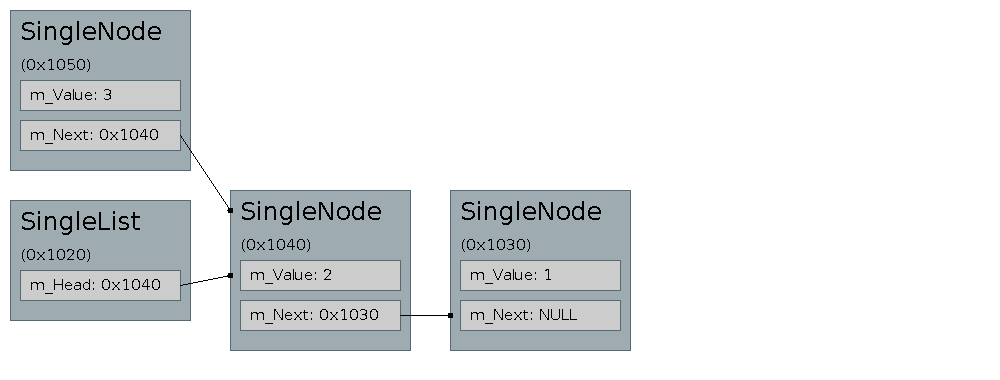 SingleNode
(0x1050)
m_Value: 3
m_Next: 0x1040
SingleList
(0x1020)
m_Head: 0x1040
SingleNode
(0x1040)
m_Value: 2
m_Next: 0x1030
SingleNode
(0x1030)
m_Value: 1
m_Next: NULL